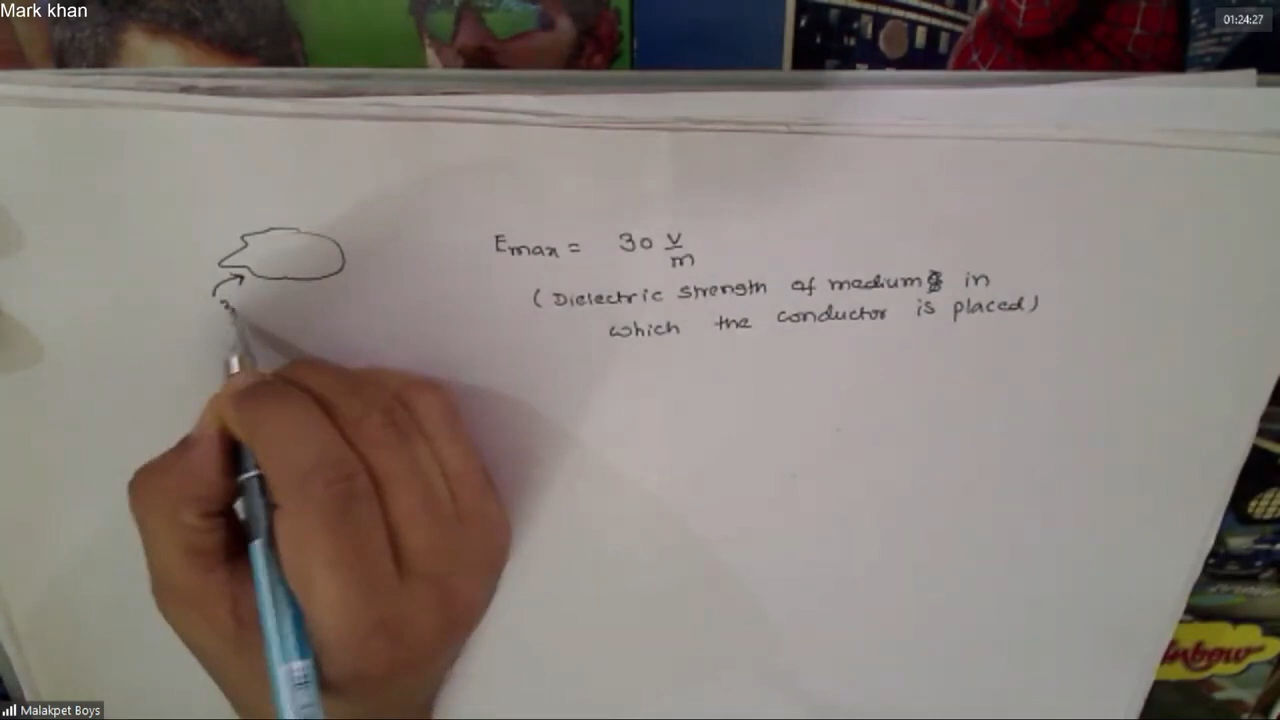 Mark khan
01:24:27
Emax = 30 V/m
(Dielectric strength of medium in
which the conductor is placed)
inbow
Malakpet Boys